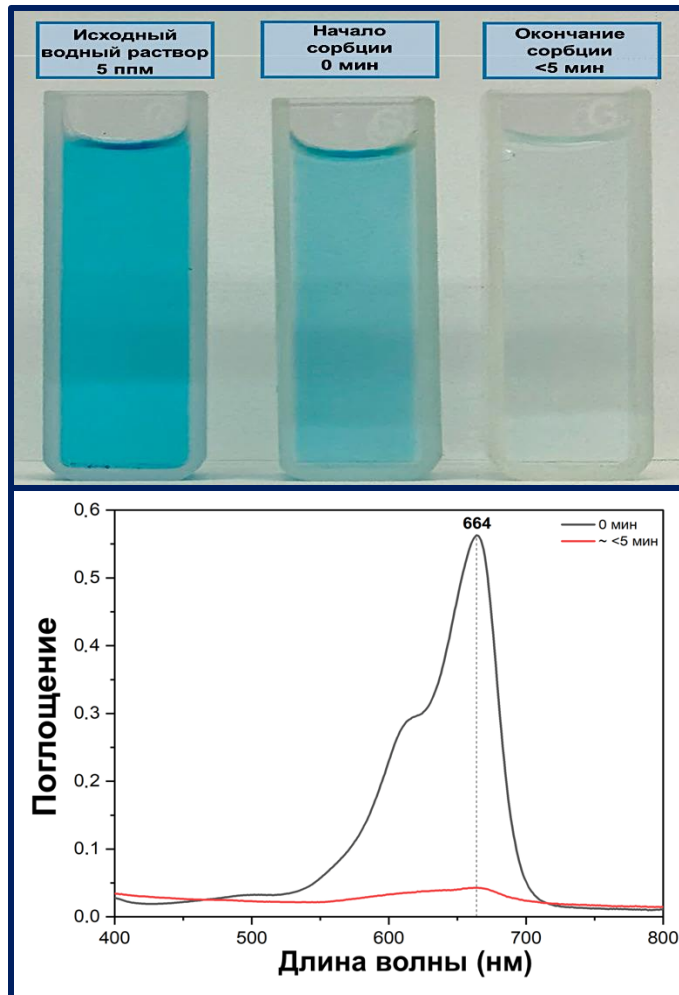 Исходный
водный раствор
5 ппм
Начало
сорбции
0 мин
Окончание
сорбции
<5 мин
G
G
0,6
0,5
0,4
0,3
0,2
0,1
0,0
664
0 мин
~ <5 мин
Поглощение
400
500
600
700
800
Длина волны (нм)